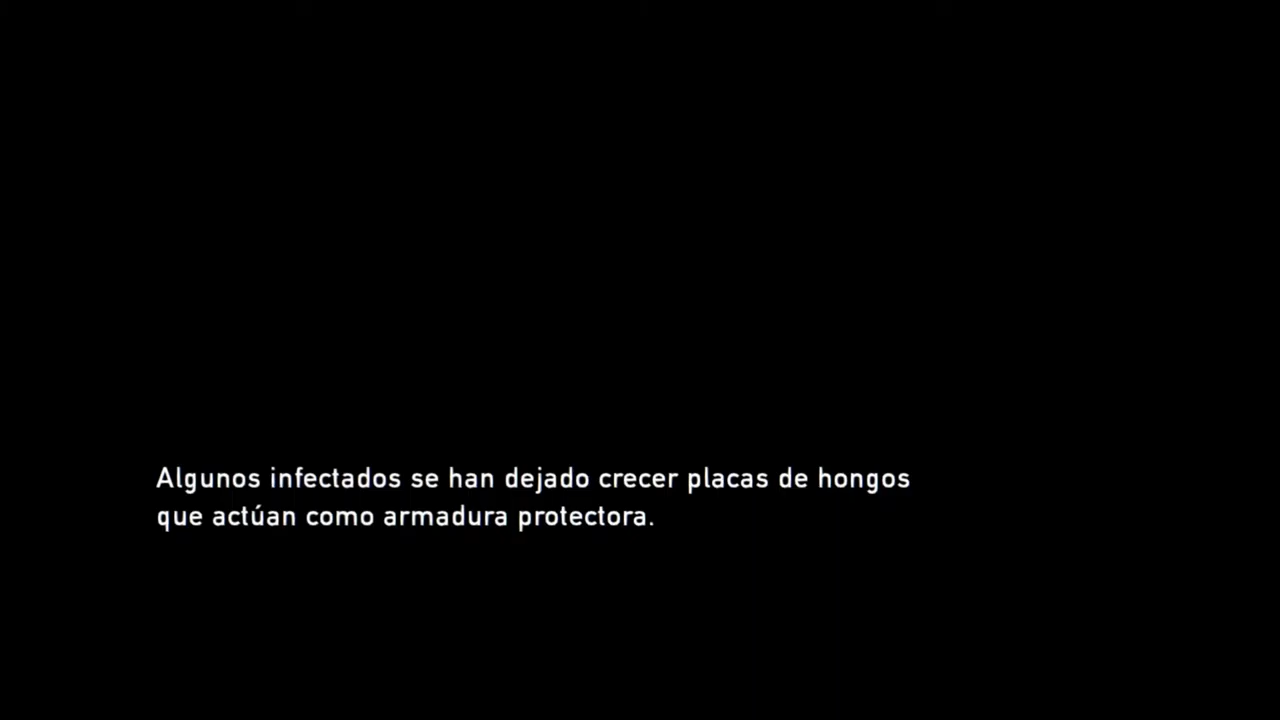 Algunos infectados se han dejado crecer placas de hongos
que actúan como armadura protectora.